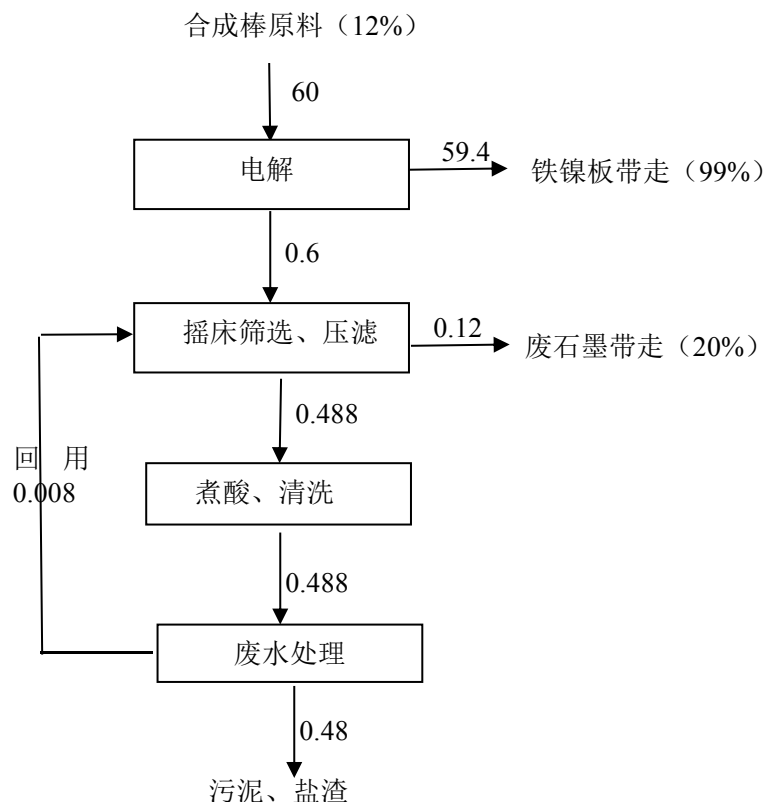 合成棒原料（12%）
60
电解
59.4
铁镍板带走（99%）
0.6
摇床筛选、压滤
0.12
废石墨带走（20%）
0.488
回 用
0.008
煮酸、清洗
0.488
废水处理
0.48
污泥、盐渣